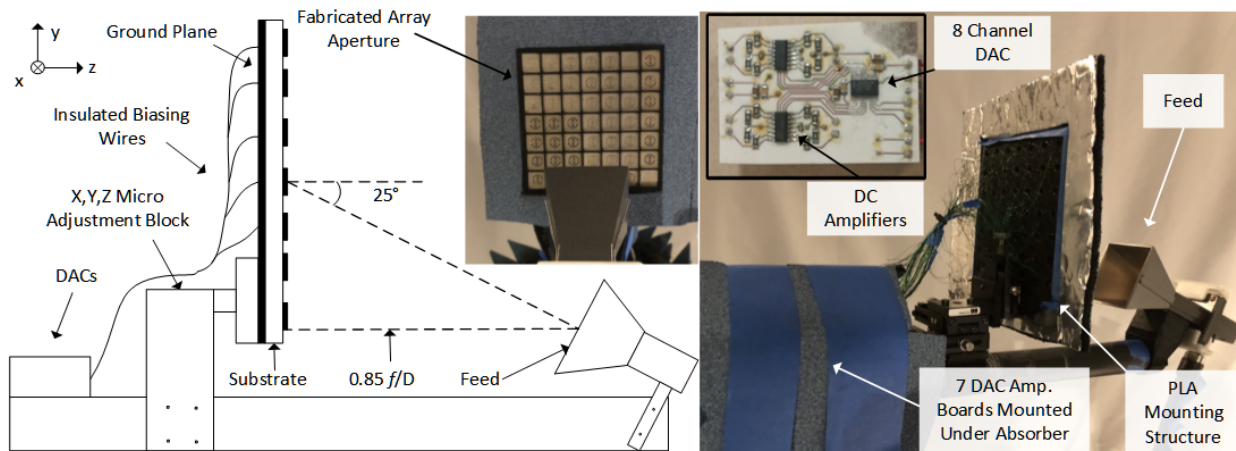 y
x
z
Ground Plane
Insulated Biasing
Wires
X,Y,Z Micro
Adjustment Block
DACs
25°
Substrate
0.85 f/D
Feed
Fabricated Array
Aperture
8 Channel
DAC
DC
Amplifiers
Feed
7 DAC Amp.
Boards Mounted
Under Absorber
PLA
Mounting
Structure